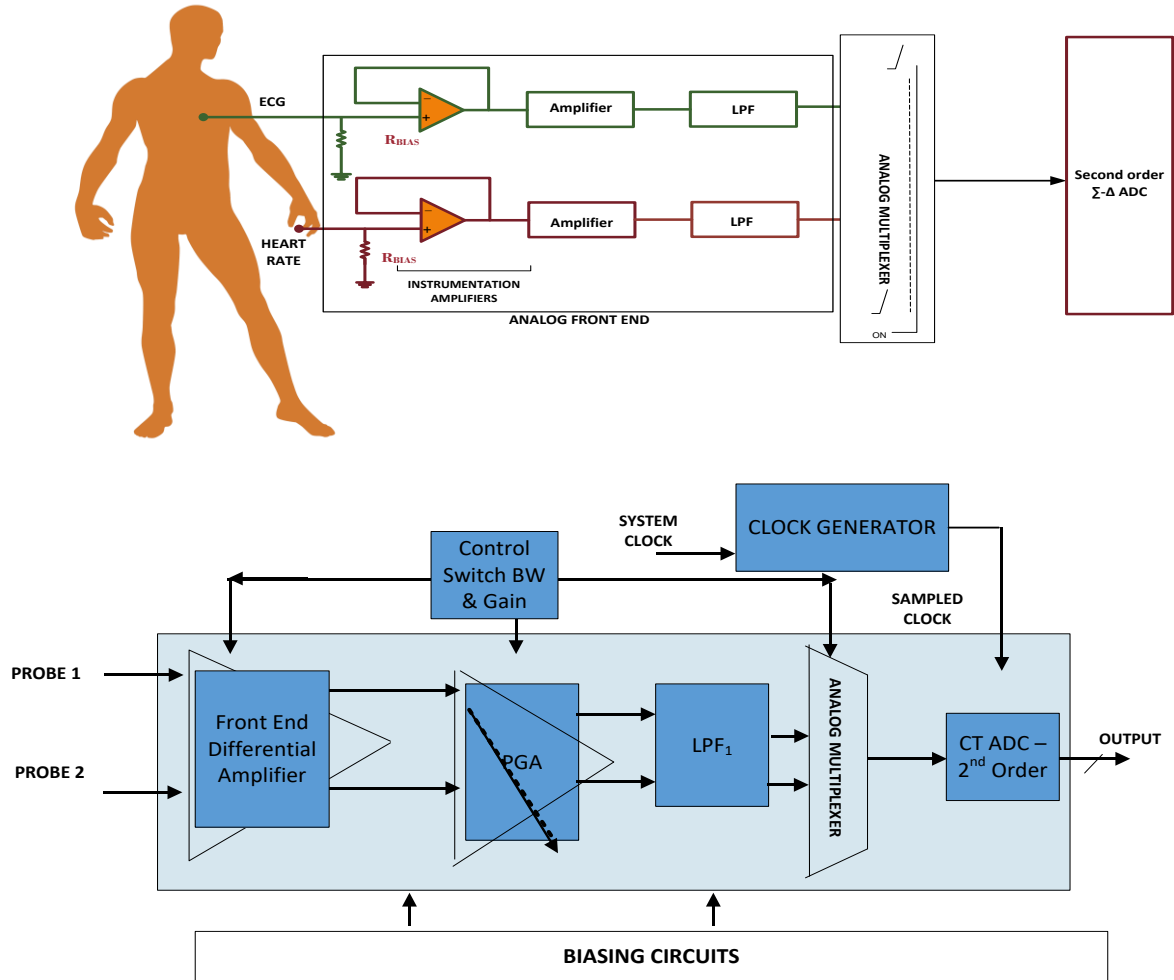 ECG
R_BIAS
Amplifier
LPF
HEART
RATE
R_BIAS
Amplifier
LPF
INSTRUMENTATION
AMPLIFIERS
ANALOG FRONT END
ANALOG MULTIPLEXER
ON
Second order
∑-Δ ADC
SYSTEM
CLOCK
CLOCK GENERATOR
Control
Switch BW
& Gain
SAMPLED
CLOCK
PROBE 1
PROBE 2
Front End
Differential
Amplifier
PGA
LPF₁
ANALOG MULTIPLEXER
CT ADC –
2nd Order
OUTPUT
BIASING CIRCUITS